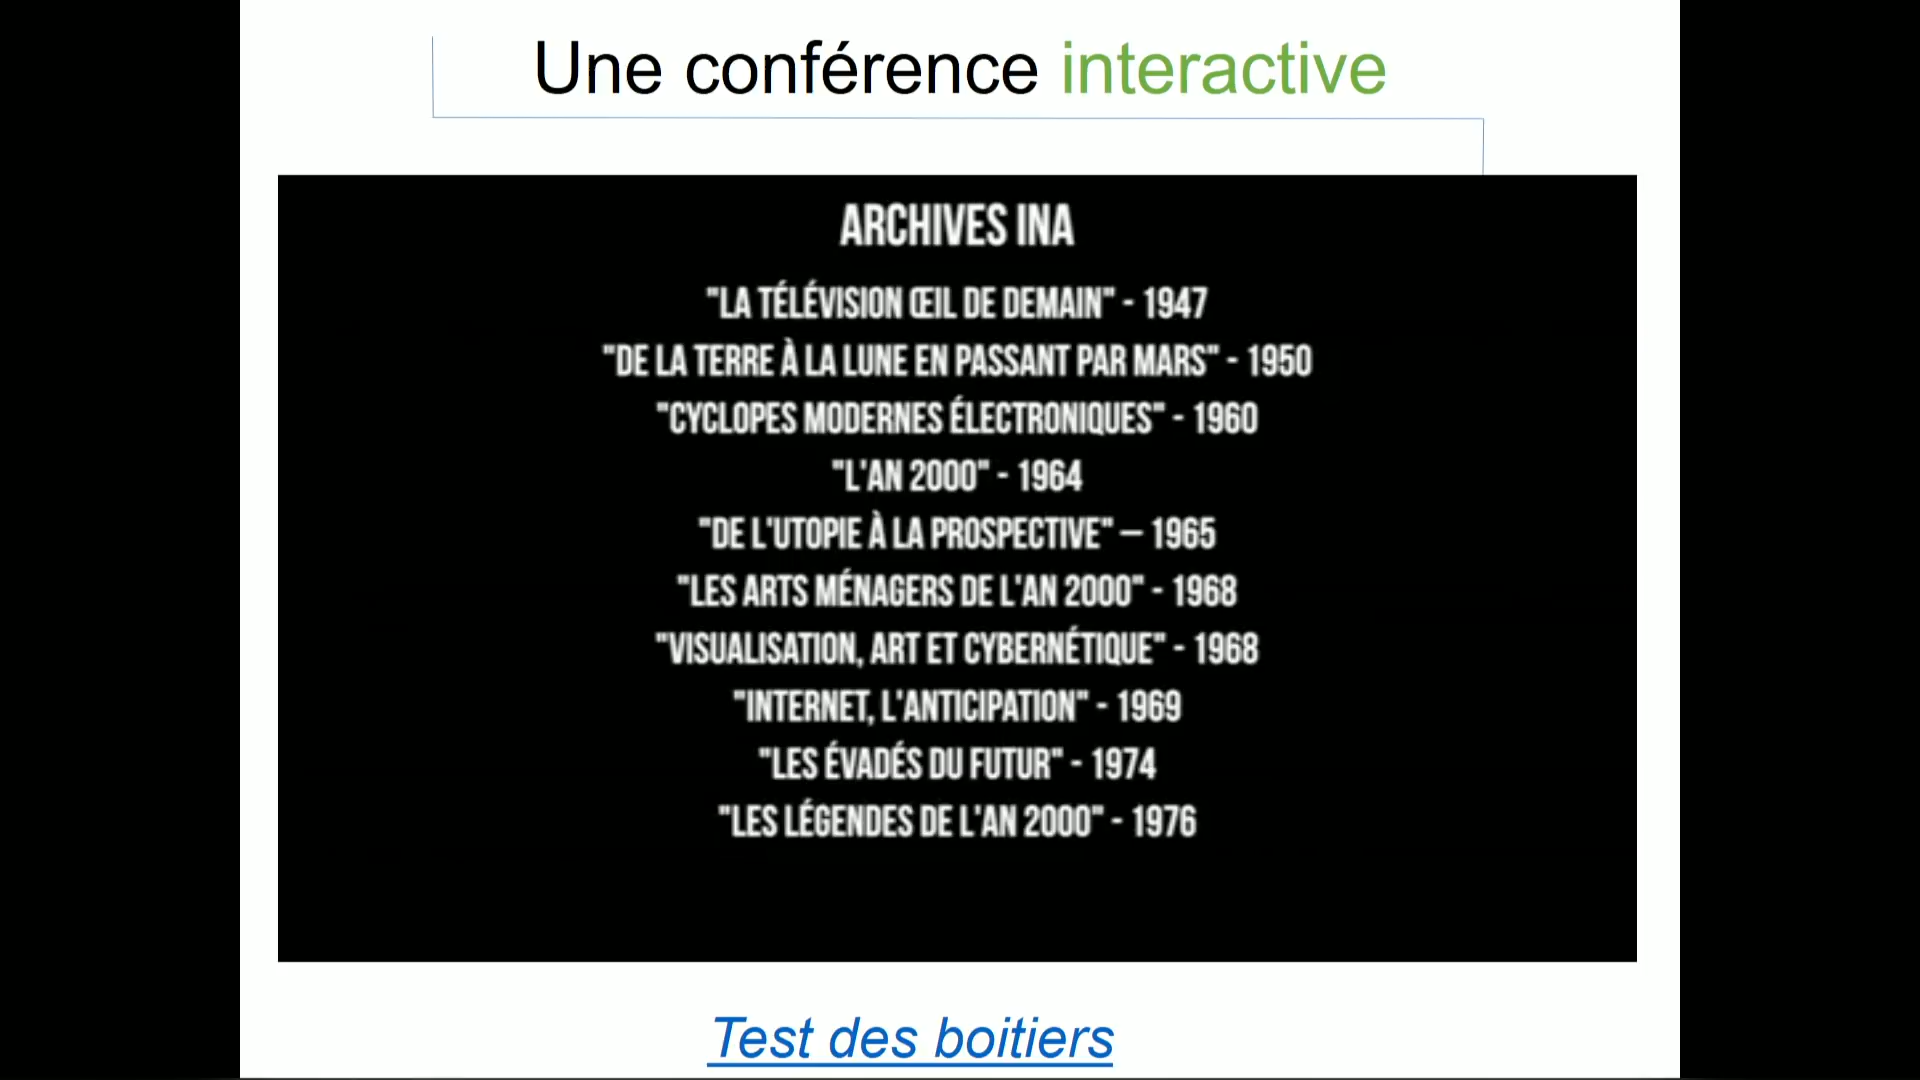 Une conférence interactive
ARCHIVES INA
"LA TÉLÉVISION ŒIL DE DEMAIN" - 1947
"DE LA TERRE À LA LUNE EN PASSANT PAR MARS" - 1950
"CYCLOPES MODERNES ÉLECTRONIQUES" - 1960
"L'AN 2000" - 1964
"DE L'UTOPIE À LA PROSPECTIVE" – 1965
"LES ARTS MÉNAGERS DE L'AN 2000" - 1968
"VISUALISATION, ART ET CYBERNÉTIQUE" - 1968
"INTERNET, L'ANTICIPATION" - 1969
"LES ÉVADÉS DU FUTUR" - 1974
"LES LÉGENDES DE L'AN 2000" - 1976
Test des boitiers